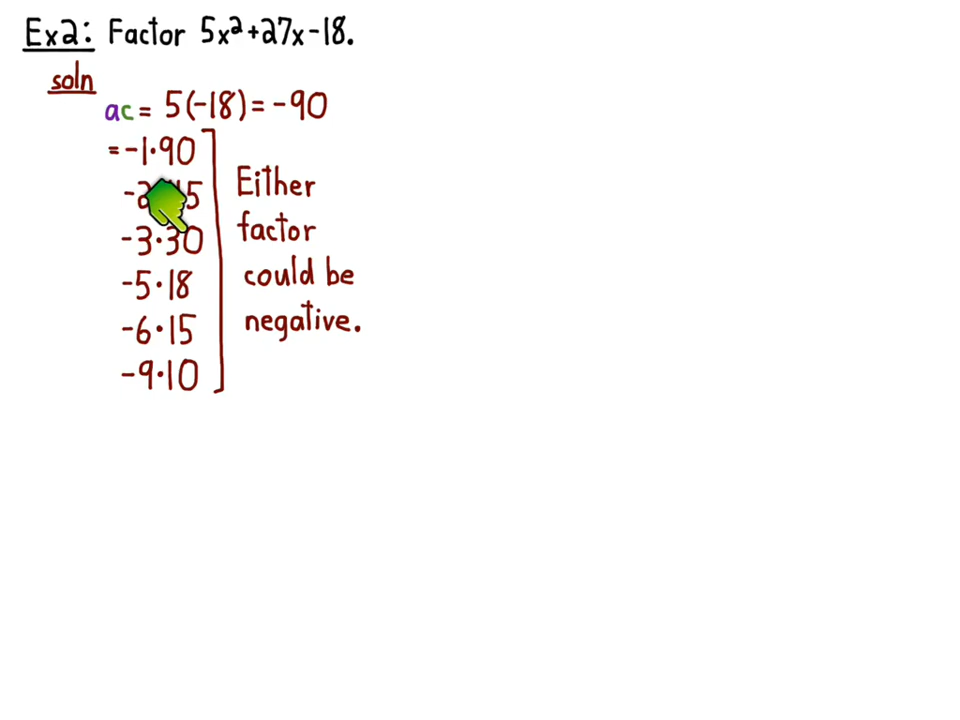 Ex2: Factor 5x²+27x-18.
soln
ac = 5(-18) = -90
= -1·90
-3·30
-5·18
-6·15
-9·10
Either
factor
could be
negative.